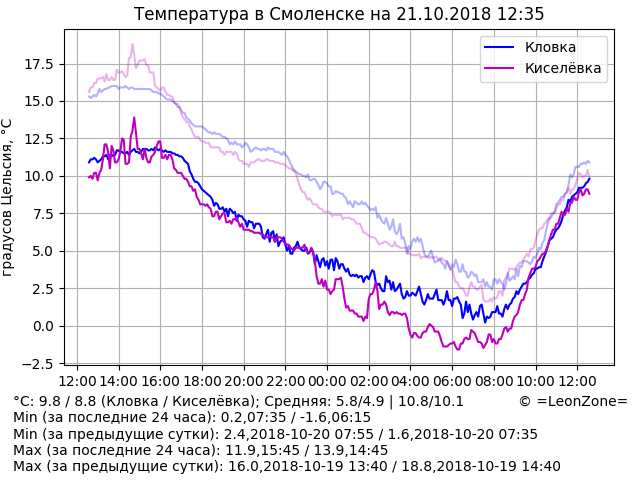 Температура в Смоленске на 21.10.2018 12:35
Кловка
Киселёвка
градусов Цельсия, °C
17.5
15.0
12.5
10.0
7.5
5.0
2.5
0.0
−2.5
12:00 14:00 16:00 18:00 20:00 22:00 00:00 02:00 04:00 06:00 08:00 10:00 12:00
°C: 9.8 / 8.8 (Кловка / Киселёвка); Средняя: 5.8/4.9 | 10.8/10.1 © =LeonZone=
Min (за последние 24 часа): 0.2,07:35 / -1.6,06:15
Min (за предыдущие сутки): 2.4,2018-10-20 07:55 / 1.6,2018-10-20 07:35
Max (за последние 24 часа): 11.9,15:45 / 13.9,14:45
Max (за предыдущие сутки): 16.0,2018-10-19 13:40 / 18.8,2018-10-19 14:40